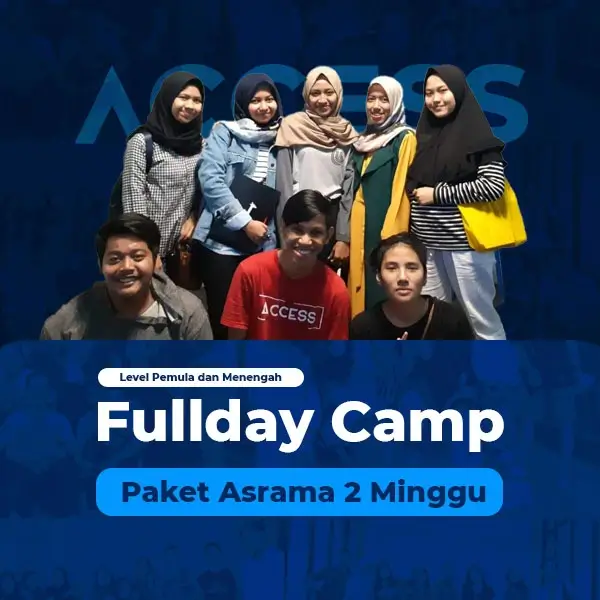 ACCESS
ACCESS
Level Pemula dan Menengah
Fullday Camp
Paket Asrama 2 Minggu